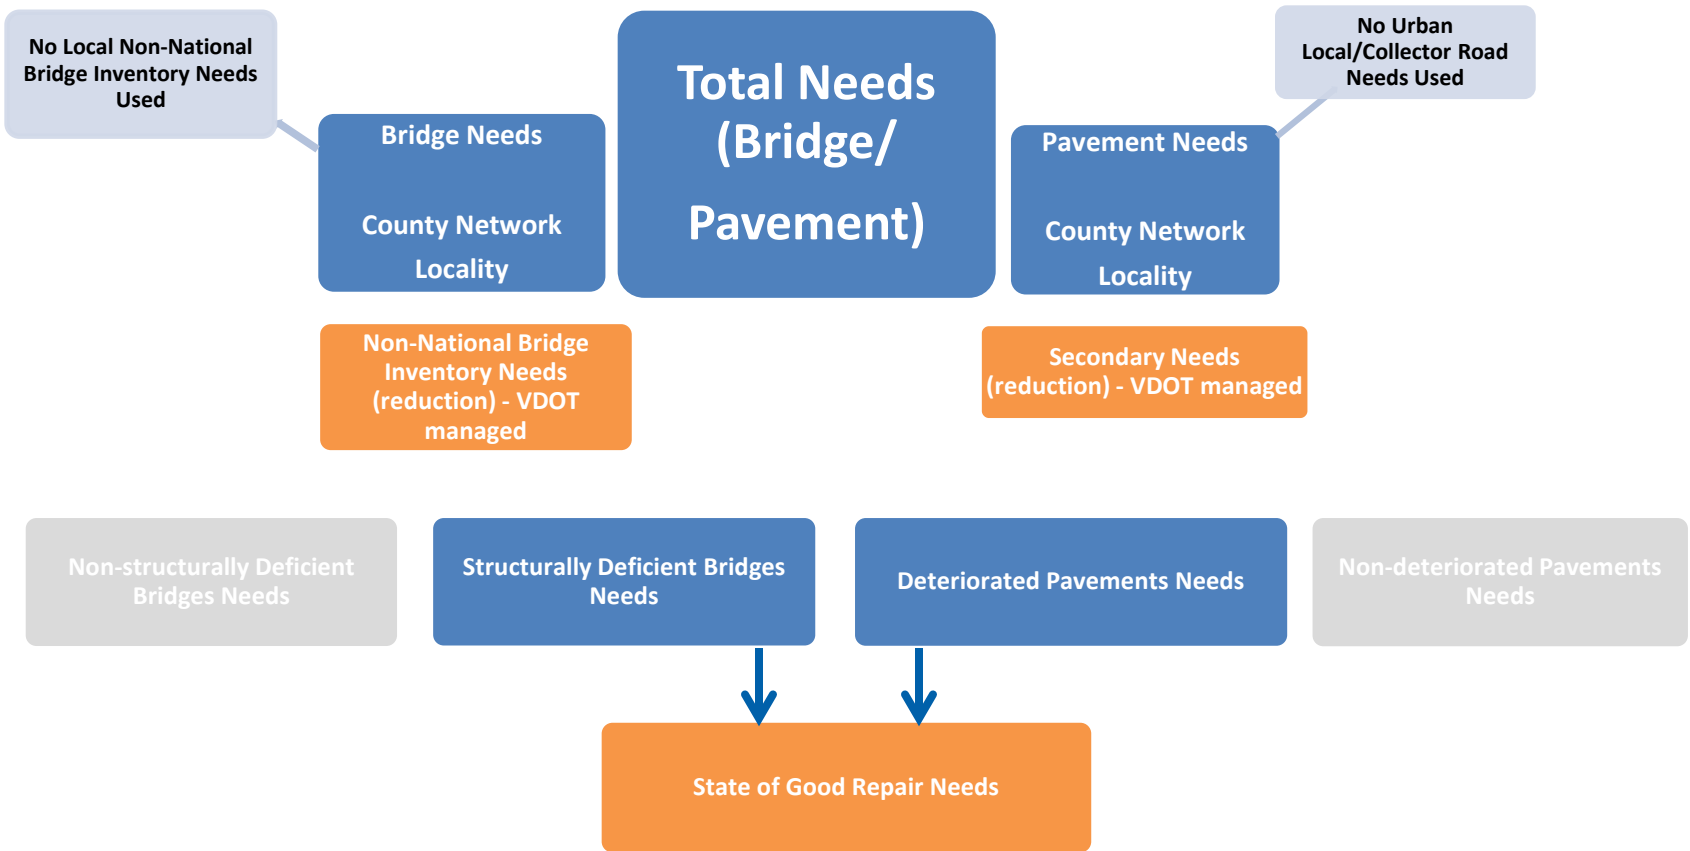 No Local Non-National
Bridge Inventory Needs
Used
Bridge Needs
County Network
Locality
Total Needs
(Bridge/
Pavement)
No Urban
Local/Collector Road
Needs Used
Pavement Needs
County Network
Locality
Non-National Bridge
Inventory Needs
(reduction) - VDOT
managed
Secondary Needs
(reduction) - VDOT managed
Non-structurally Deficient
Bridges Needs
Structurally Deficient Bridges
Needs
Deteriorated Pavements Needs
Non-deteriorated Pavements
Needs
State of Good Repair Needs